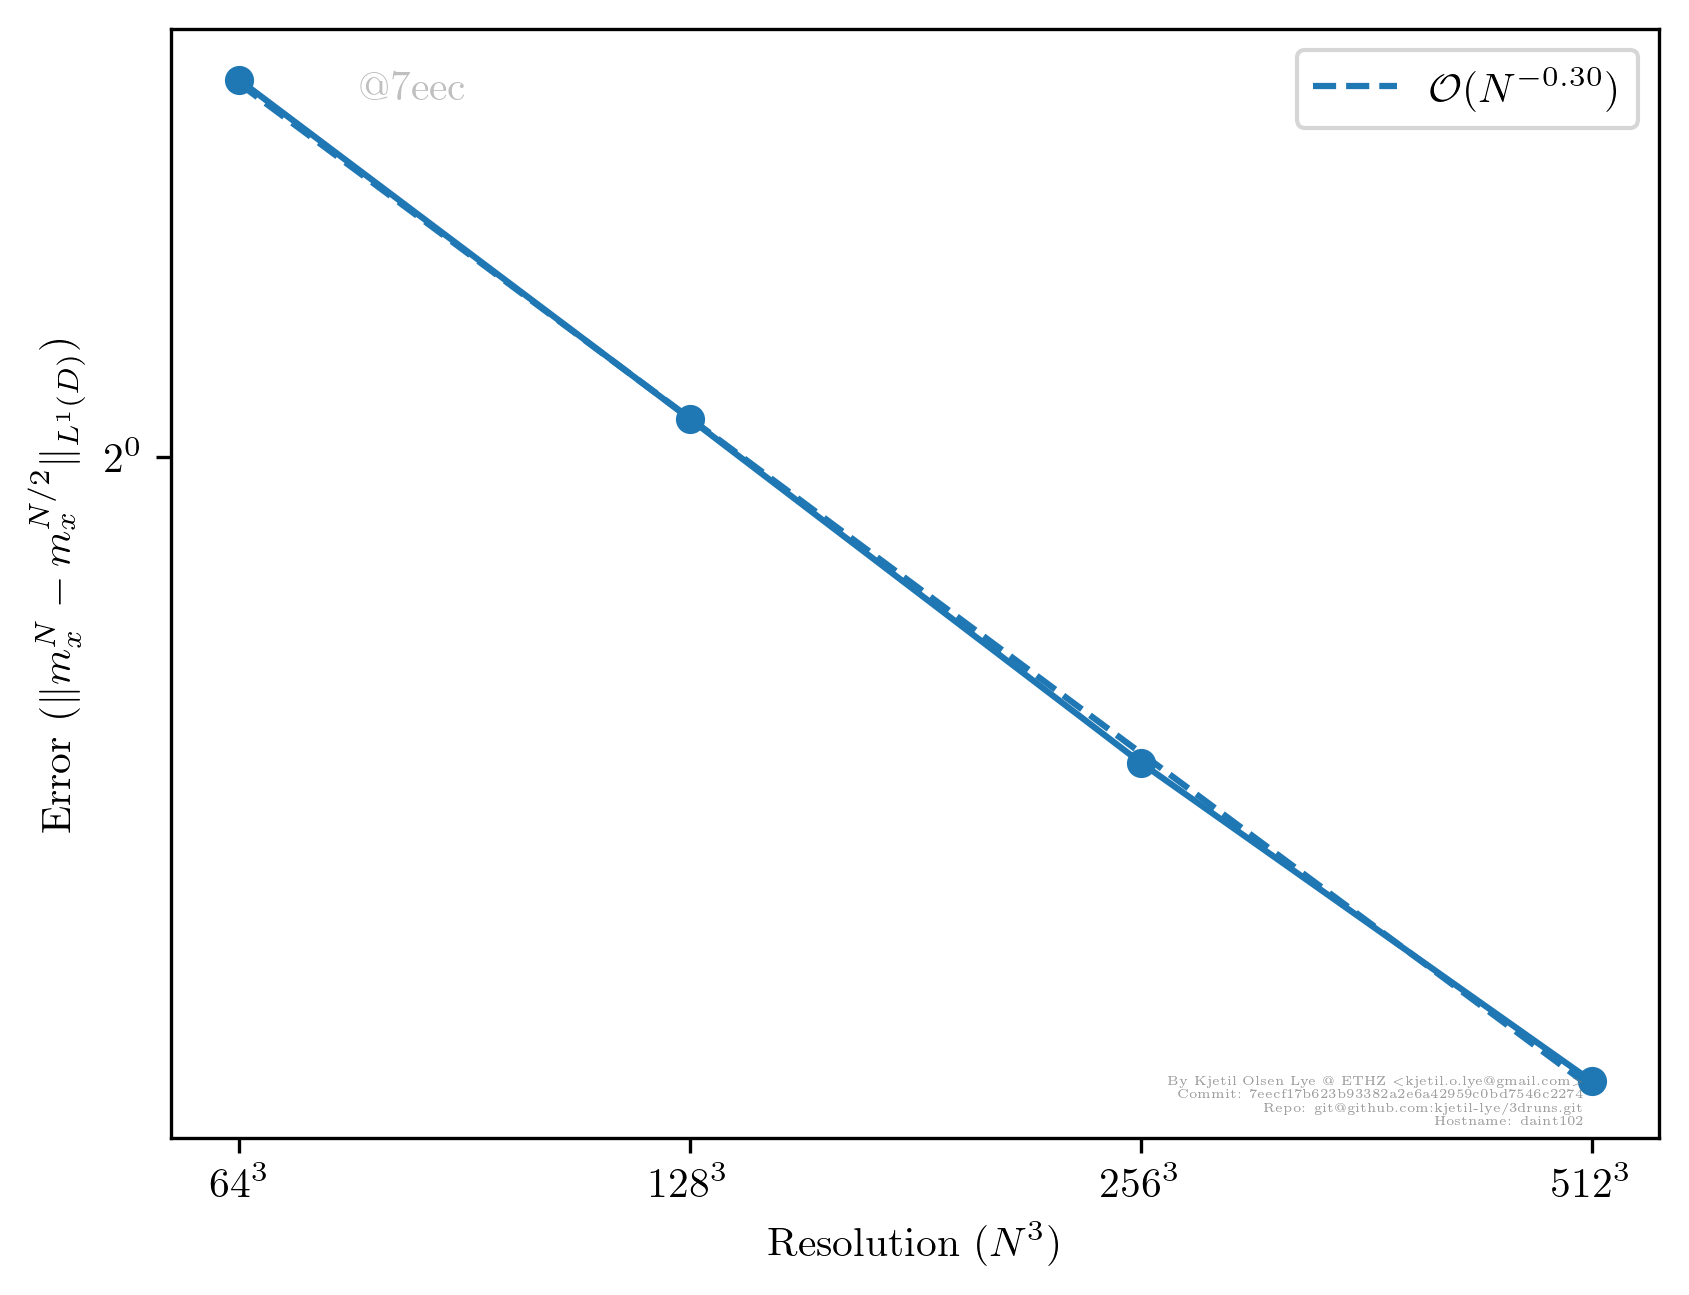 @7eec
𝒪(N^{-0.30})
Error (||m_x^N − m_x^{N/2}||_{L^1(D)})
2^0
64^3 128^3 256^3 512^3
Resolution (N^3)
By Kjetil Olsen Lye @ ETHZ <kjetil.o.lye@gmail.com>
Commit: 7eecf17b623b93382a2e6a42959c0bd7546c2274
Repo: git@github.com:kjetil-lye/3druns.git
Hostname: daint102